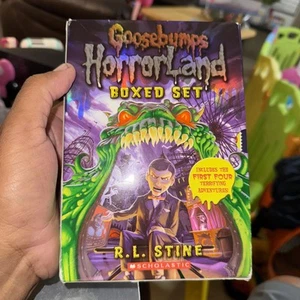 Goosebumps
HorrorLand
BOXED SET
INCLUDES THE
FIRST FOUR
TERRIFYING
ADVENTURES!
R.L. STINE
SCHOLASTIC